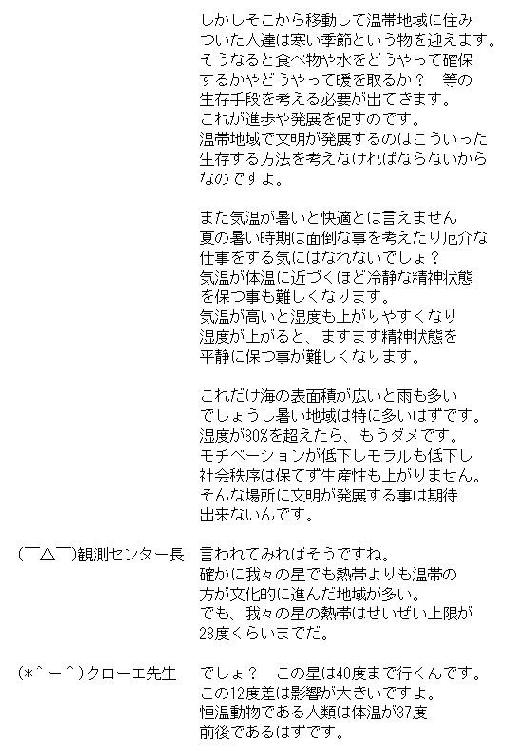 しかしそこから移動して温帯地域に住み
ついた人達は寒い季節という物を迎えます。
そうなると食べ物や水をどうやって確保
するかやどうやって暖を取るか？　等の
生存手段を考える必要が出てきます。
これが進歩や発展を促すのです。
温帯地域で文明が発展するのはこういった
生存する方法を考えなければならないから
なのですよ。
また気温が暑いと快適とは言えません
夏の暑い時期に面倒な事を考えたり厄介な
仕事をする気にはなれないでしょ？
気温が体温に近づくほど冷静な精神状態
を保つ事も難しくなります。
気温が高いと湿度も上がりやすくなり
湿度が上がると、ますます精神状態を
平静に保つ事が難しくなります。
これだけ海の表面積が広いと雨も多い
でしょうし暑い地域は特に多いはずです。
湿度が80%を超えたら、もうダメです。
モチベーションが低下しモラルも低下し
社会秩序は保てず生産性も上がりません。
そんな場所に文明が発展する事は期待
出来ないんです。
(￣△￣)観測センター長　言われてみればそうですね。
確かに我々の星でも熱帯よりも温帯の
方が文化的に進んだ地域が多い。
でも、我々の星の熱帯はせいぜい上限が
28度くらいまでだ。
(*＾ー＾)クローエ先生　でしょ？　この星は40度まで行くんです。
この12度差は影響が大きいですよ。
恒温動物である人類は体温が37度
前後であるはずです。